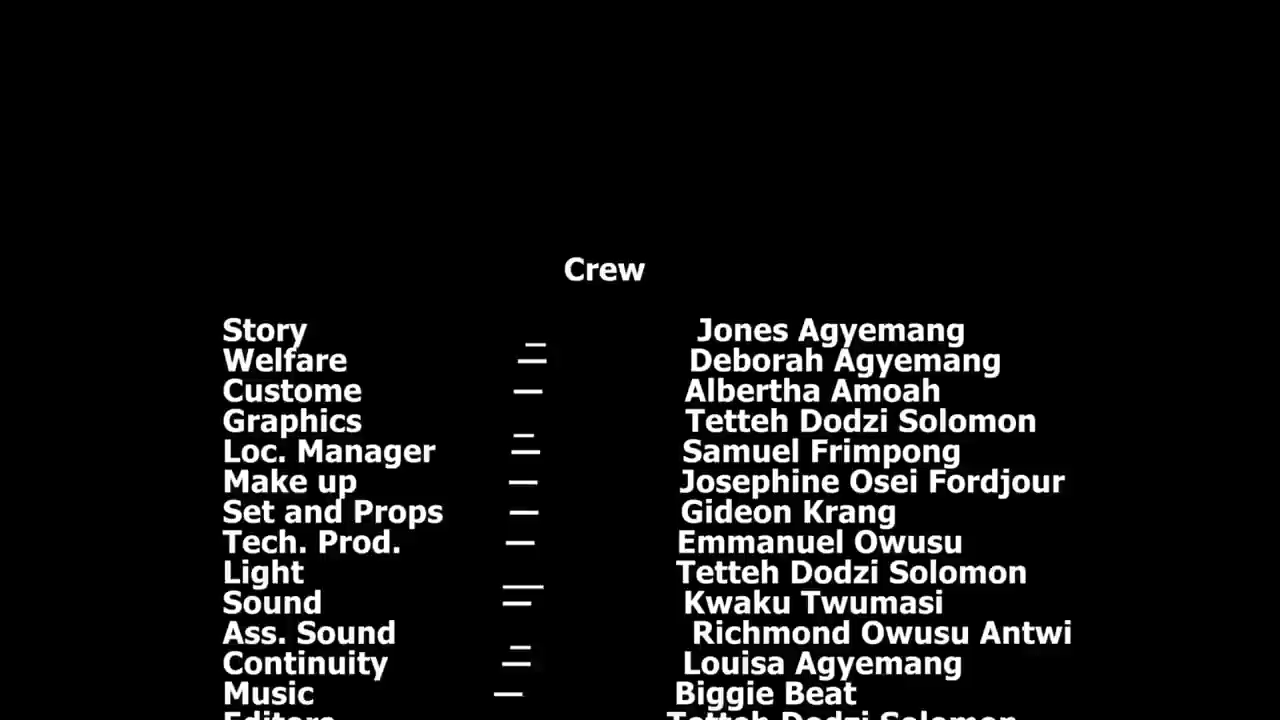 Crew
Story _ Jones Agyemang
Welfare — Deborah Agyemang
Custome — Albertha Amoah
Graphics _ Tetteh Dodzi Solomon
Loc. Manager — Samuel Frimpong
Make up — Josephine Osei Fordjour
Set and Props — Gideon Krang
Tech. Prod. — Emmanuel Owusu
Light __ Tetteh Dodzi Solomon
Sound — Kwaku Twumasi
Ass. Sound _ Richmond Owusu Antwi
Continuity — Louisa Agyemang
Music — Biggie Beat
Editors Tetteh Dodzi Solomon